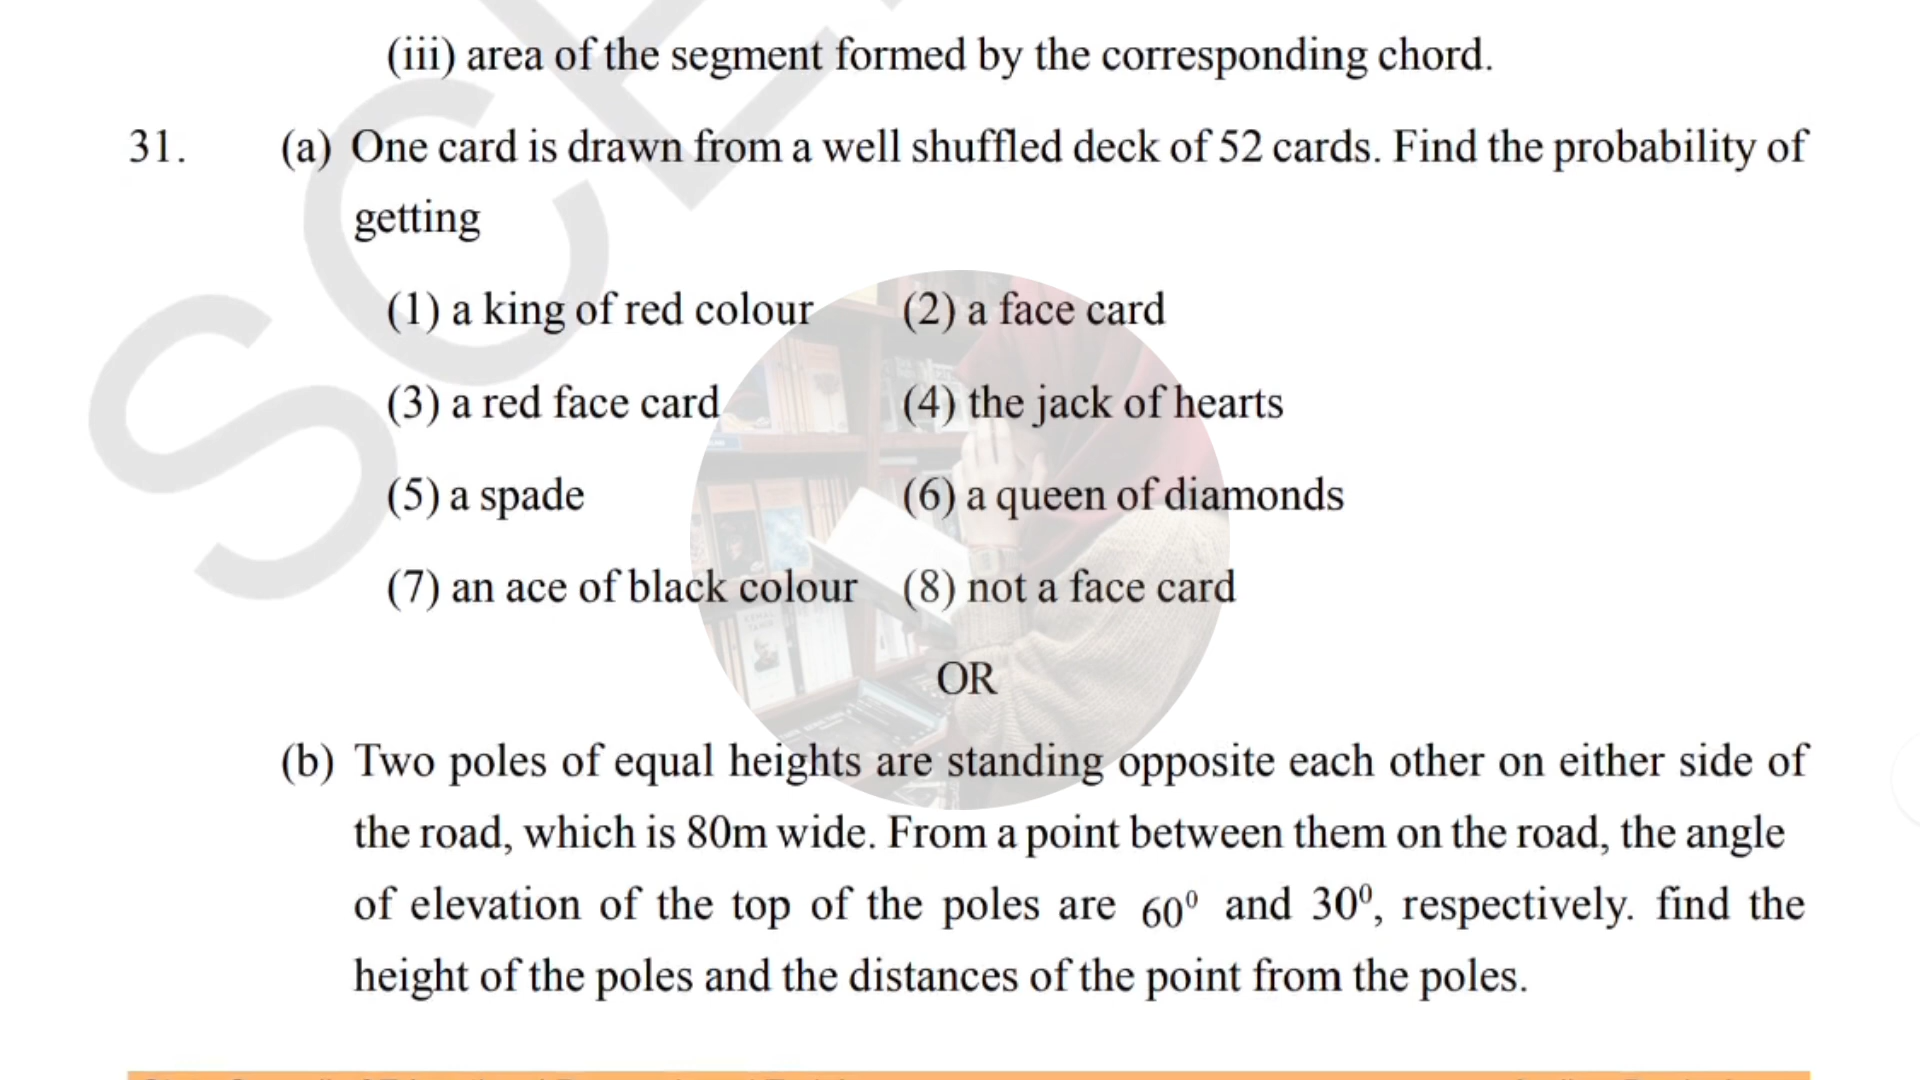 (iii) area of the segment formed by the corresponding chord.
31. (a) One card is drawn from a well shuffled deck of 52 cards. Find the probability of
getting
(1) a king of red colour (2) a face card
(3) a red face card (4) the jack of hearts
(5) a spade (6) a queen of diamonds
(7) an ace of black colour (8) not a face card
OR
(b) Two poles of equal heights are standing opposite each other on either side of
the road, which is 80m wide. From a point between them on the road, the angle
of elevation of the top of the poles are 60⁰ and 30⁰, respectively. find the
height of the poles and the distances of the point from the poles.